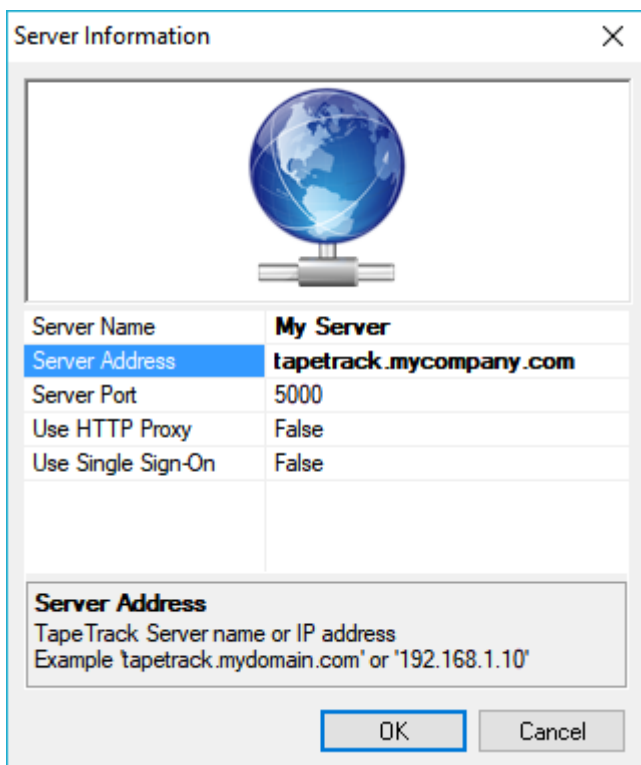 Server Information
Server Name My Server
Server Address tapetrack.mycompany.com
Server Port 5000
Use HTTP Proxy False
Use Single Sign-On False
Server Address
TapeTrack Server name or IP address
Example 'tapetrack.mydomain.com' or '192.168.1.10'
OK Cancel